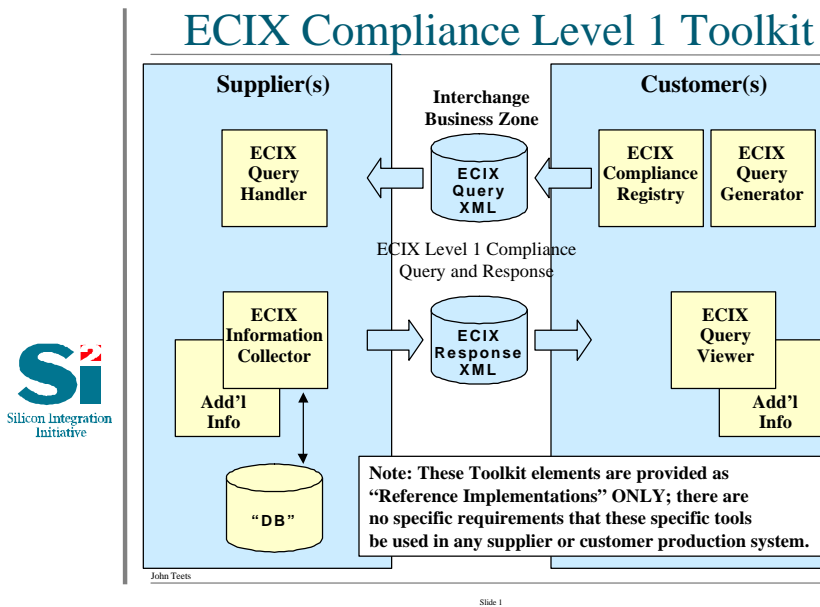 ECIX Compliance Level 1 Toolkit
Supplier(s)
Interchange
Business Zone
Customer(s)
ECIX
Query
Handler
ECIX
Query
XML
ECIX
Compliance
Registry
ECIX
Query
Generator
ECIX Level 1 Compliance
Query and Response
ECIX
Information
Collector
Add'l
Info
ECIX
Response
XML
ECIX
Query
Viewer
Add'l
Info
"DB"
Note: These Toolkit elements are provided as
“Reference Implementations” ONLY; there are
no specific requirements that these specific tools
be used in any supplier or customer production system.
Si2
Silicon Integration
Initiative
John Teets
Slide 1